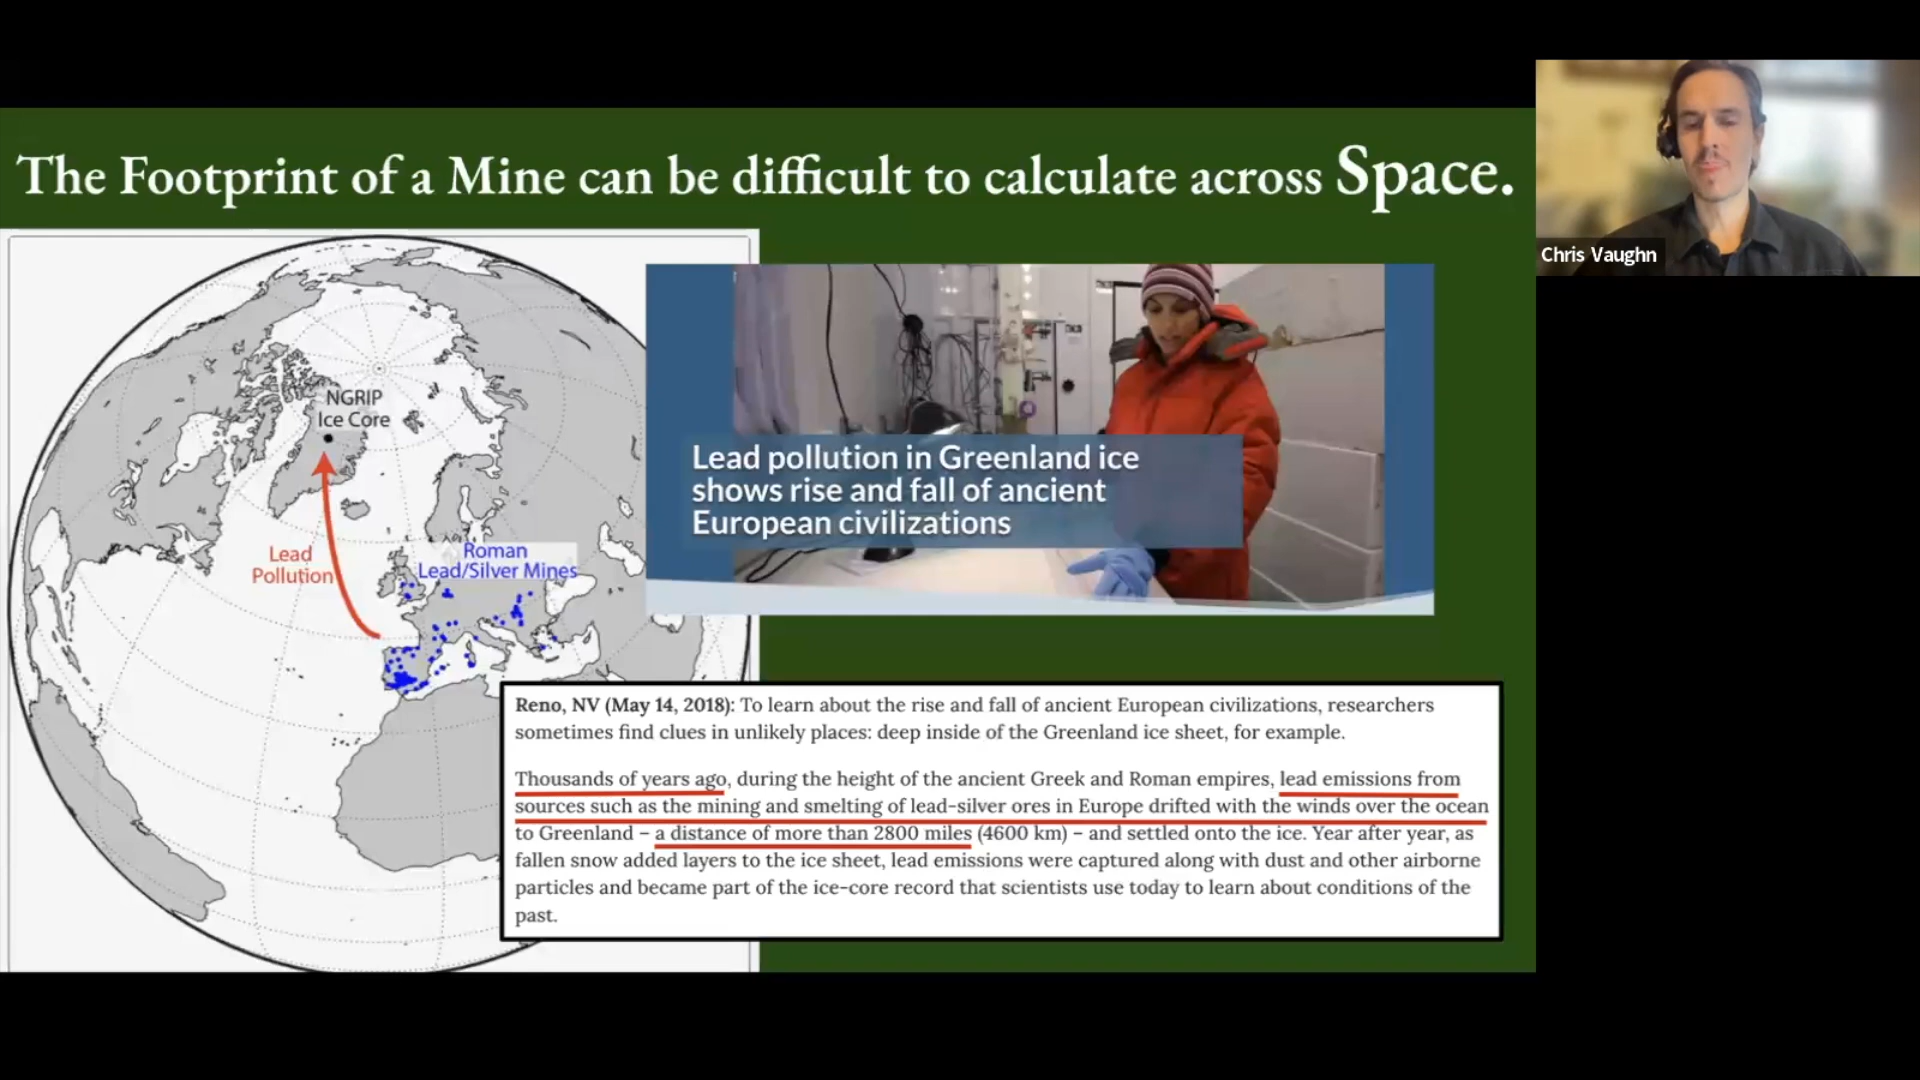 The Footprint of a Mine can be difficult to calculate across Space.
Chris Vaughn
NGRIP
Ice Core
Lead
Pollution
Roman
Lead/Silver Mines
Lead pollution in Greenland ice
shows rise and fall of ancient
European civilizations
Reno, NV (May 14, 2018): To learn about the rise and fall of ancient European civilizations, researchers
sometimes find clues in unlikely places: deep inside of the Greenland ice sheet, for example.
Thousands of years ago, during the height of the ancient Greek and Roman empires, lead emissions from
sources such as the mining and smelting of lead-silver ores in Europe drifted with the winds over the ocean
to Greenland – a distance of more than 2800 miles (4600 km) – and settled onto the ice. Year after year, as
fallen snow added layers to the ice sheet, lead emissions were captured along with dust and other airborne
particles and became part of the ice-core record that scientists use today to learn about conditions of the
past.